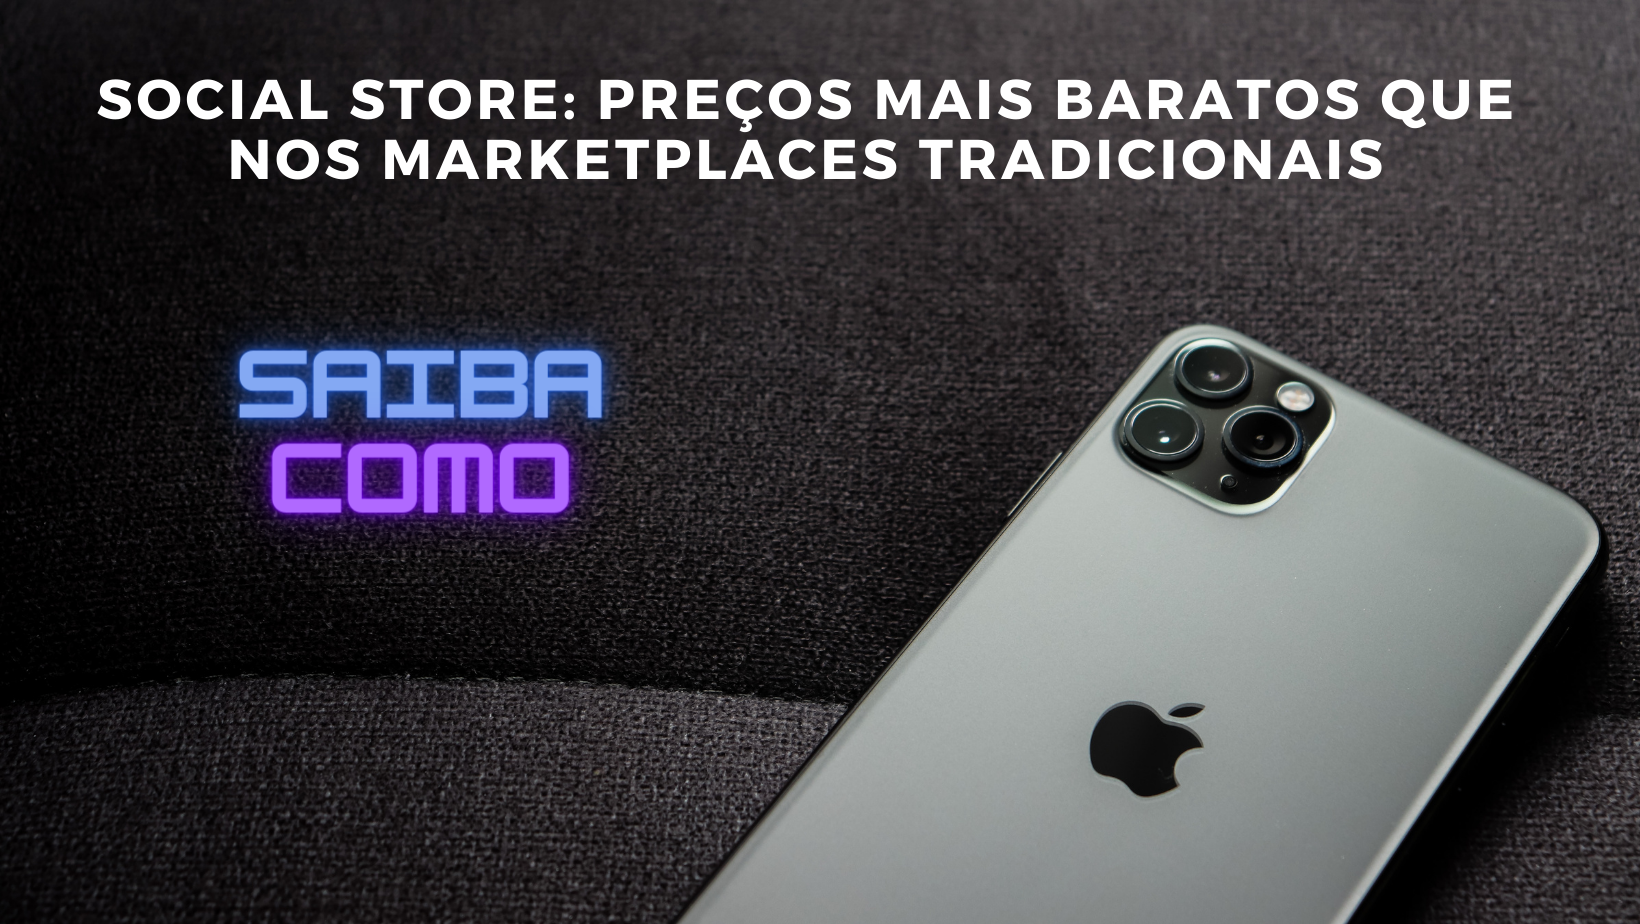 SOCIAL STORE: PREÇOS MAIS BARATOS QUE
NOS MARKETPLACES TRADICIONAIS
SAIBA
COMO